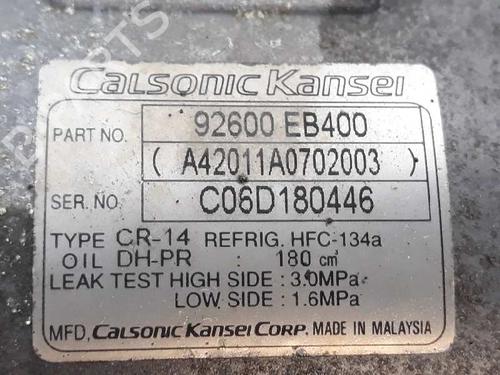 PARTS
CALSONIC KANSEI
PART NO. 92600 EB400
( A42011A0702003 )
SER. NO. C06D180446
TYPE CR-14 REFRIG. HFC-134a
OIL DH-PR : 180 cm³
LEAK TEST HIGH SIDE : 3.0MPa
LOW SIDE : 1.6MPa
MFD, CALSONIC KANSEI CORP. MADE IN MALAYSIA